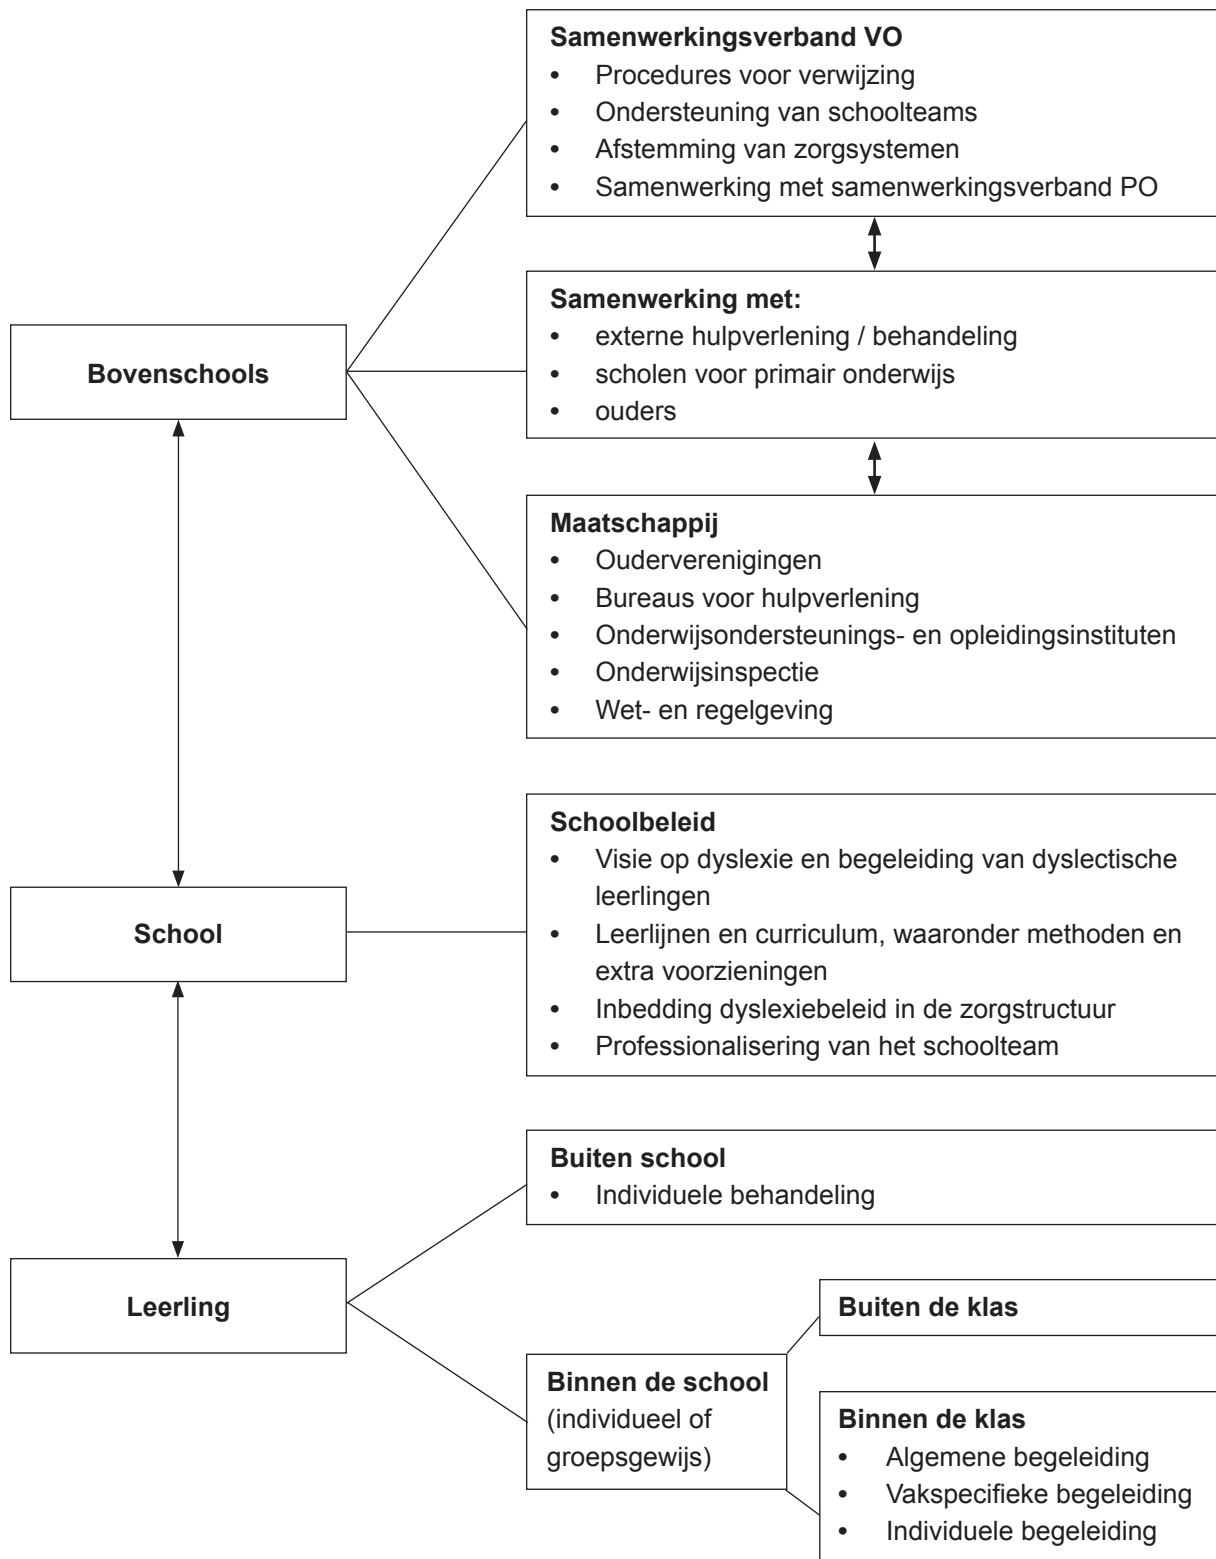 Samenwerkingsverband VO
• Procedures voor verwijzing
• Ondersteuning van schoolteams
• Afstemming van zorgsystemen
• Samenwerking met samenwerkingsverband PO
Bovenschools
Samenwerking met:
• externe hulpverlening / behandeling
• scholen voor primair onderwijs
• ouders
Maatschappij
• Ouderverenigingen
• Bureaus voor hulpverlening
• Onderwijsondersteunings- en opleidingsinstituten
• Onderwijsinspectie
• Wet- en regelgeving
School
Schoolbeleid
• Visie op dyslexie en begeleiding van dyslectische
leerlingen
• Leerlijnen en curriculum, waaronder methoden en
extra voorzieningen
• Inbedding dyslexiebeleid in de zorgstructuur
• Professionalisering van het schoolteam
Leerling
Buiten school
• Individuele behandeling
Binnen de school
(individueel of
groepsgewijs)
Buiten de klas
Binnen de klas
• Algemene begeleiding
• Vakspecifieke begeleiding
• Individuele begeleiding